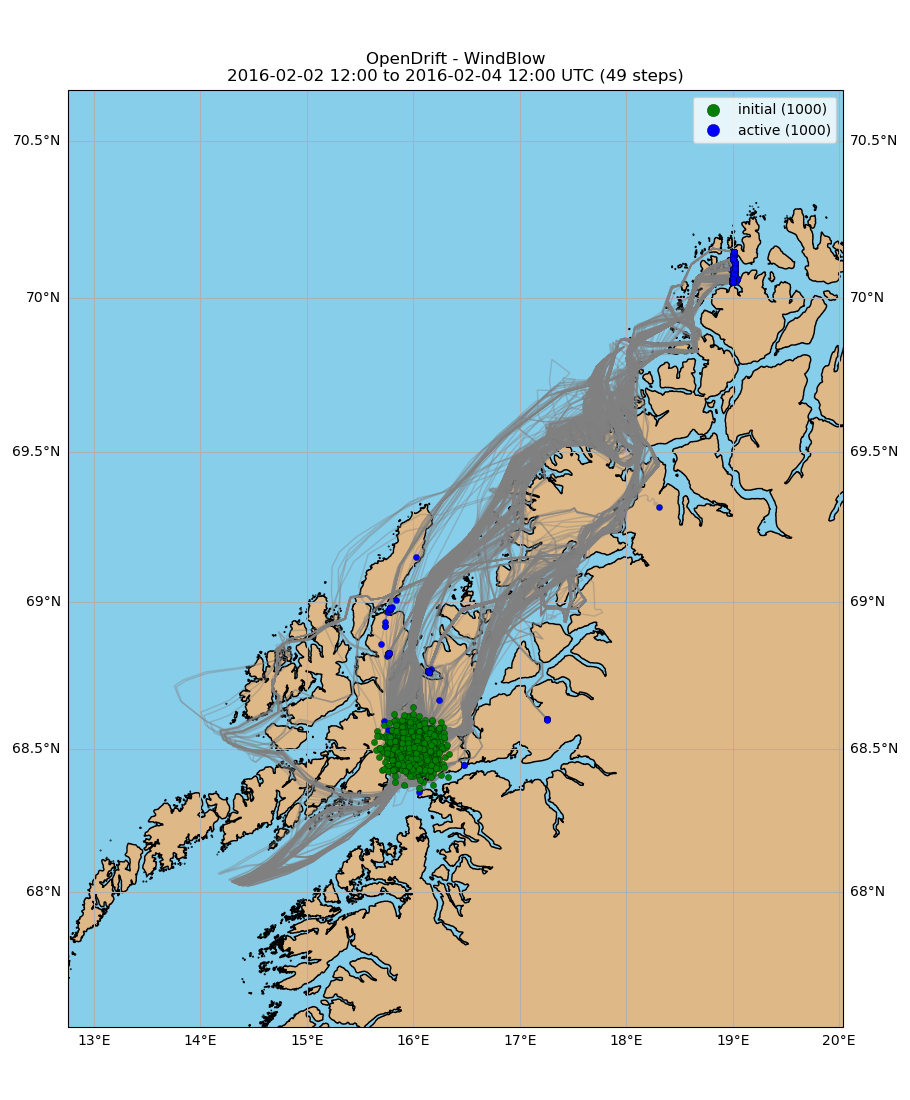 OpenDrift - WindBlow
2016-02-02 12:00 to 2016-02-04 12:00 UTC (49 steps)
initial (1000)
active (1000)
70.5°N
70.5°N
70°N
70°N
69.5°N
69.5°N
69°N
69°N
68.5°N
68.5°N
68°N
68°N
13°E
14°E
15°E
16°E
17°E
18°E
19°E
20°E